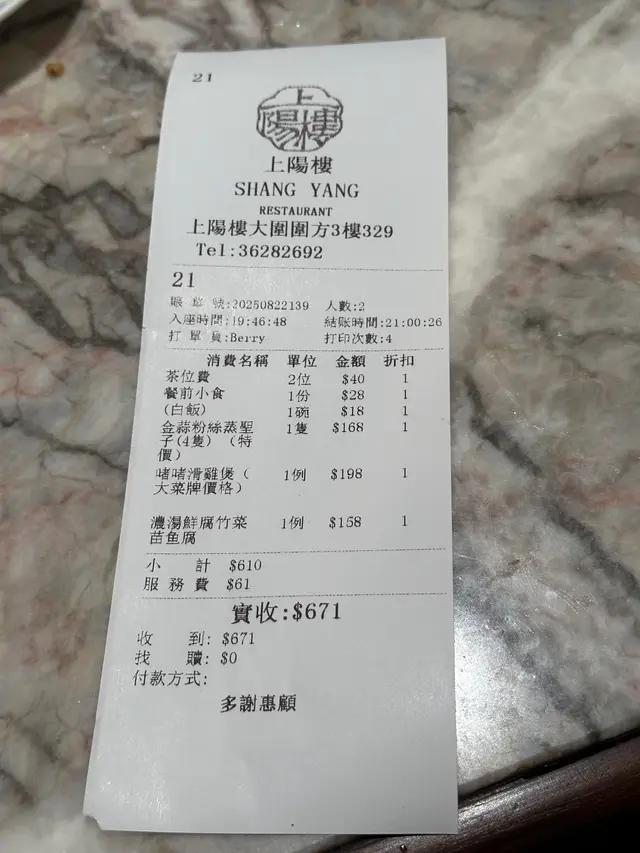 21
上陽樓
上陽樓
SHANG YANG
RESTAURANT
上陽樓大圍圍方3樓329
Tel:36282692
21
賬單號:20250822139 人數:2
入座時間:19:46:48 結账時間:21:00:26
打單員:Berry 打印次數:4
消費名稱 單位 金額 折扣
茶位費 2位 $40 1
餐前小食 1份 $28 1
(白飯) 1碗 $18 1
金蒜粉絲蒸聖 1隻 $168 1
子(4隻)(特
價)
啫啫滑雞煲( 1例 $198 1
大菜牌價格)
濃湯鮮腐竹菜 1例 $158 1
苗魚腐
小計 $610
服務費 $61
實收:$671
收到: $671
找贖: $0
付款方式:
多謝惠顧